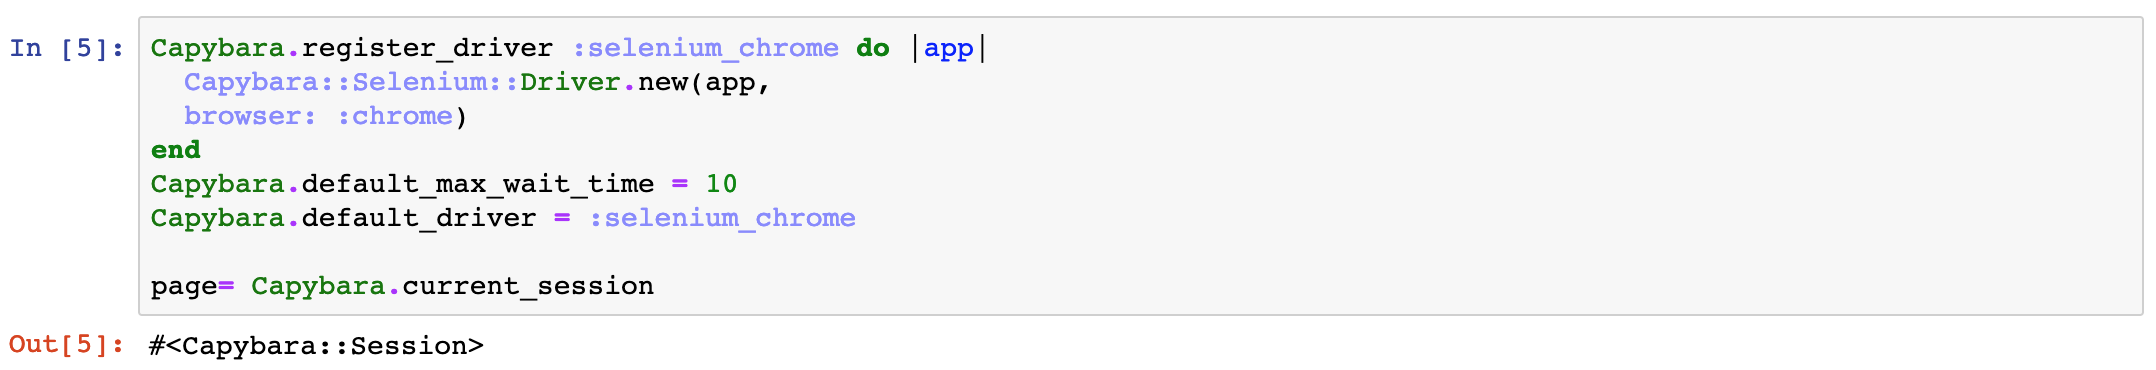 In [5]: Capybara.register_driver :selenium_chrome do |app|
  Capybara::Selenium::Driver.new(app,
  browser: :chrome)
end
Capybara.default_max_wait_time = 10
Capybara.default_driver = :selenium_chrome

page= Capybara.current_session
Out[5]: #<Capybara::Session>